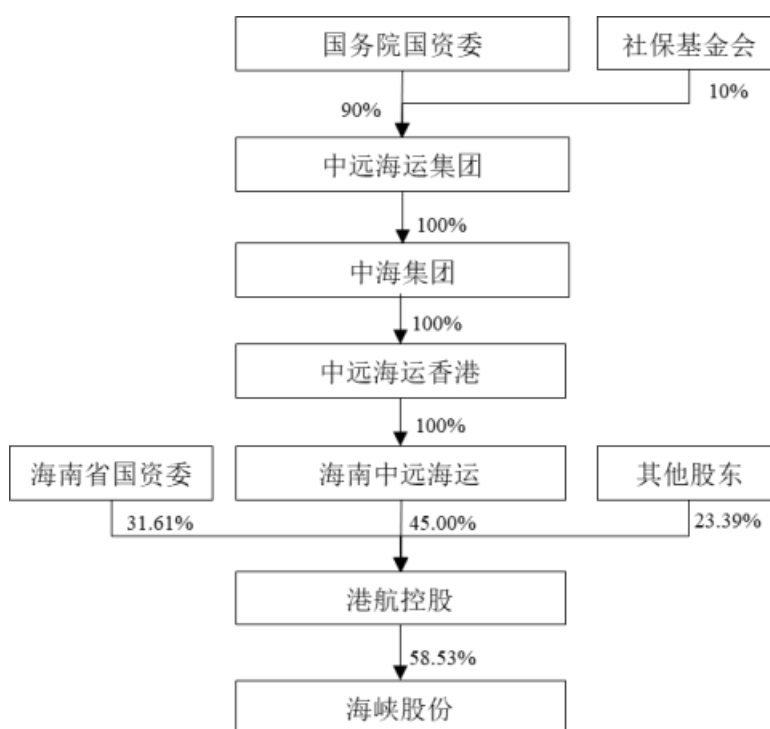 国务院国资委
社保基金会
90%
10%
中远海运集团
100%
中海集团
100%
中远海运香港
100%
海南省国资委
海南中远海运
其他股东
31.61%
45.00%
23.39%
港航控股
58.53%
海峡股份